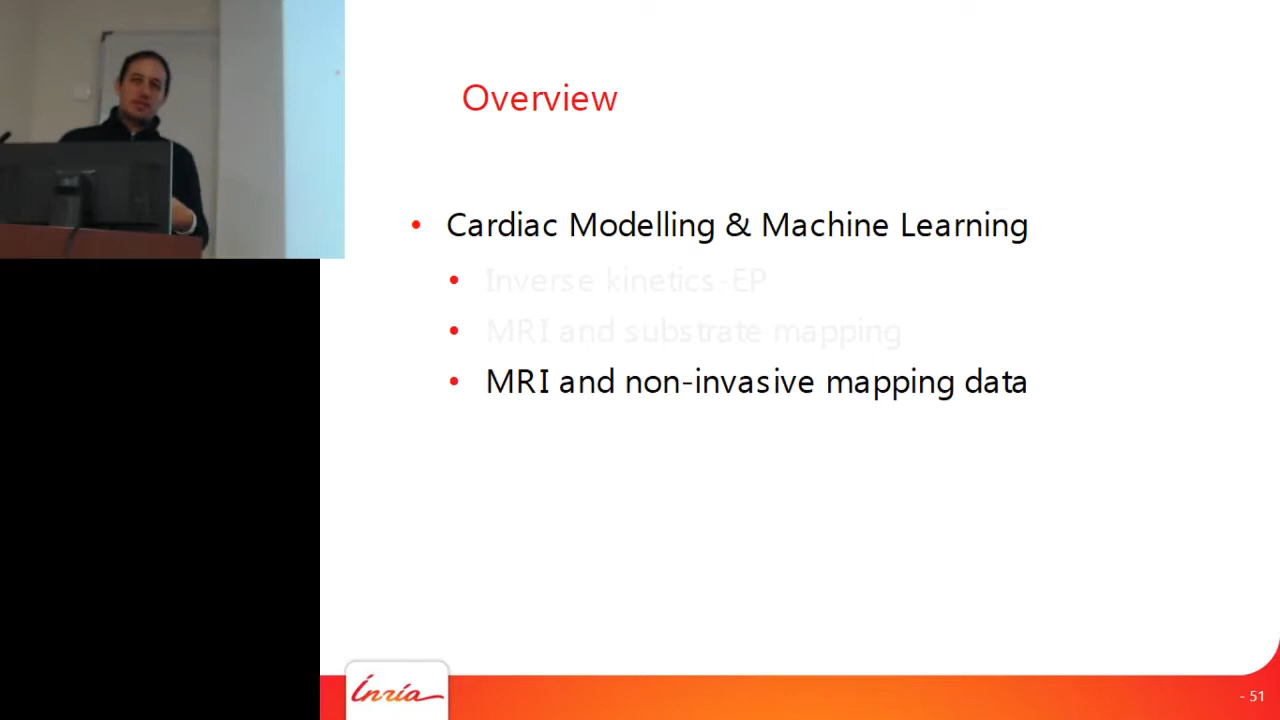 Overview
• Cardiac Modelling & Machine Learning
• Inverse kinetics-EP
• MRI and substrate mapping
• MRI and non-invasive mapping data
Inria
- 51